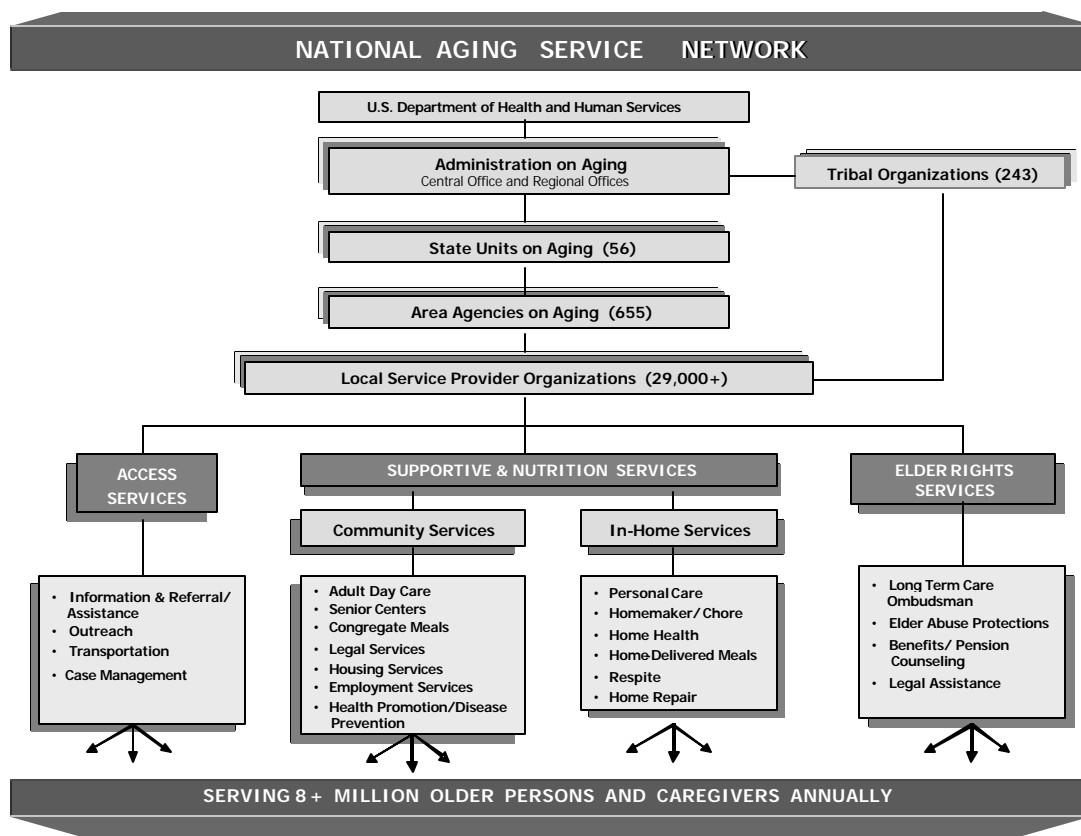 NATIONAL AGING SERVICE NETWORK
U.S. Department of Health and Human Services
Administration on Aging
Central Office and Regional Offices
Tribal Organizations (243)
State Units on Aging (56)
Area Agencies on Aging (655)
Local Service Provider Organizations (29,000+)
ACCESS
SERVICES
SUPPORTIVE & NUTRITION SERVICES
ELDER RIGHTS
SERVICES
Community Services
In-Home Services
• Information & Referral/
Assistance
• Outreach
• Transportation
• Case Management
• Adult Day Care
• Senior Centers
• Congregate Meals
• Legal Services
• Housing Services
• Employment Services
• Health Promotion/Disease
Prevention
• Personal Care
• Homemaker/ Chore
• Home Health
• Home-Delivered Meals
• Respite
• Home Repair
• Long Term Care
Ombudsman
• Elder Abuse Protections
• Benefits/ Pension
Counseling
• Legal Assistance
SERVING 8+ MILLION OLDER PERSONS AND CAREGIVERS ANNUALLY